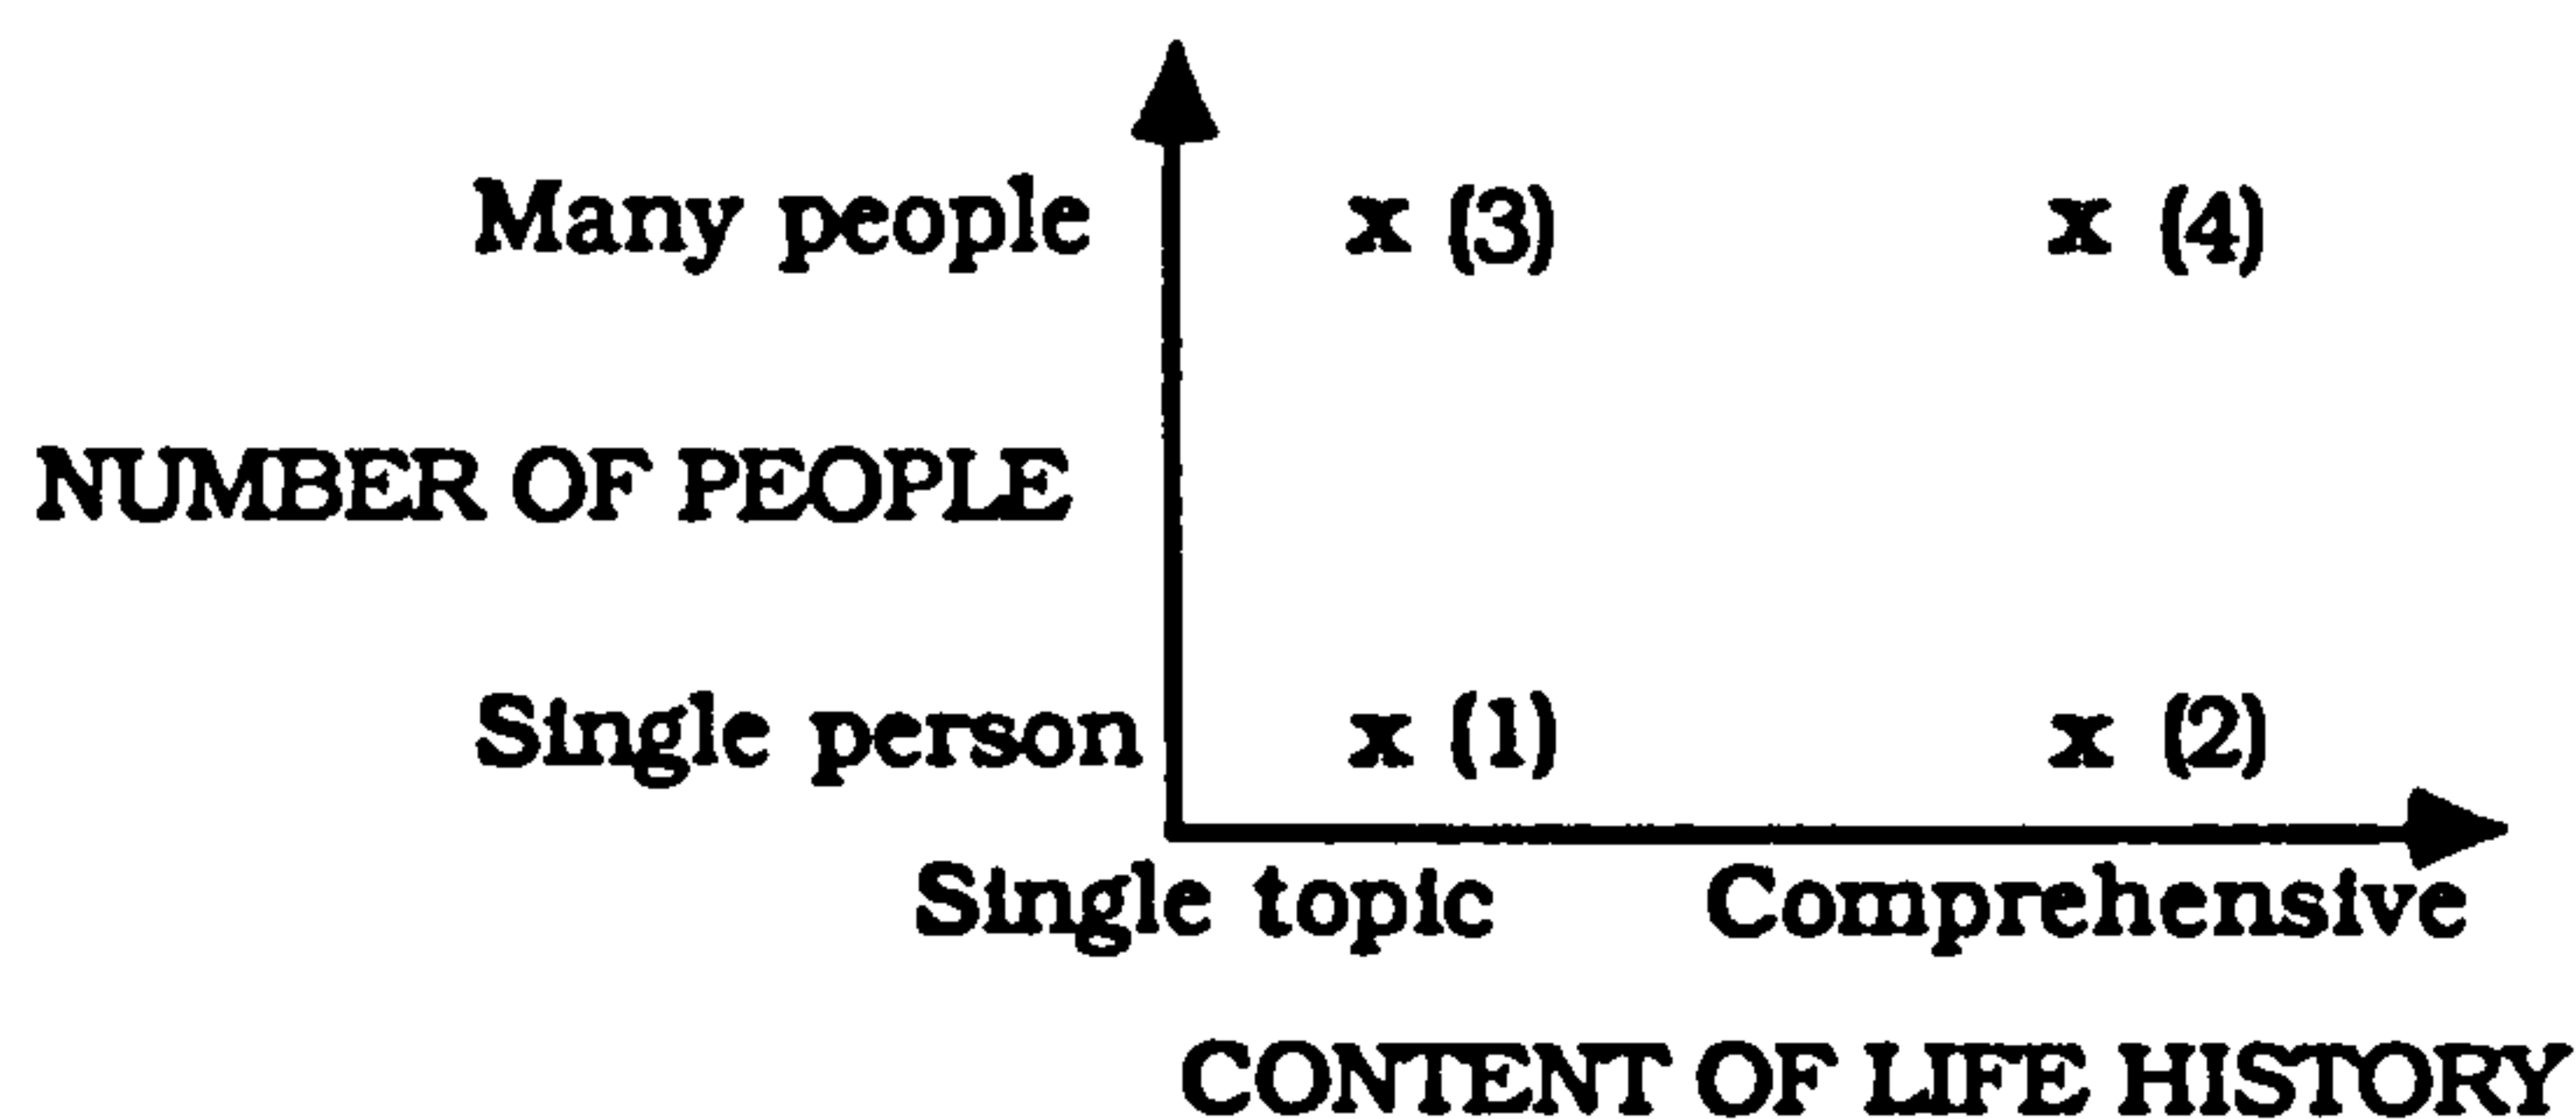 Many people x (3) x (4)
NUMBER OF PEOPLE
Single person x (1) x (2)
Single topic Comprehensive
CONTENT OF LIFE HISTORY